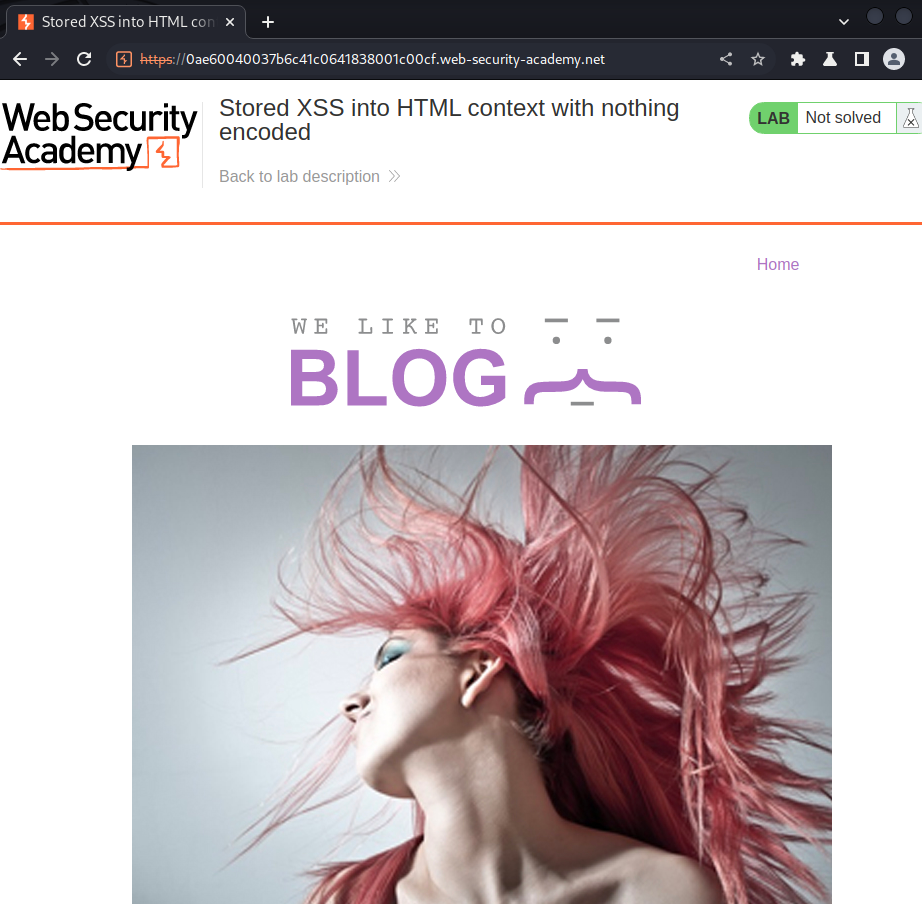 Stored XSS into HTML con
https://0ae60040037b6c41c0641838001c00cf.web-security-academy.net
Web Security
Academy
Stored XSS into HTML context with nothing
encoded
Back to lab description
LAB
Not solved
Home
WE LIKE TO
BLOG